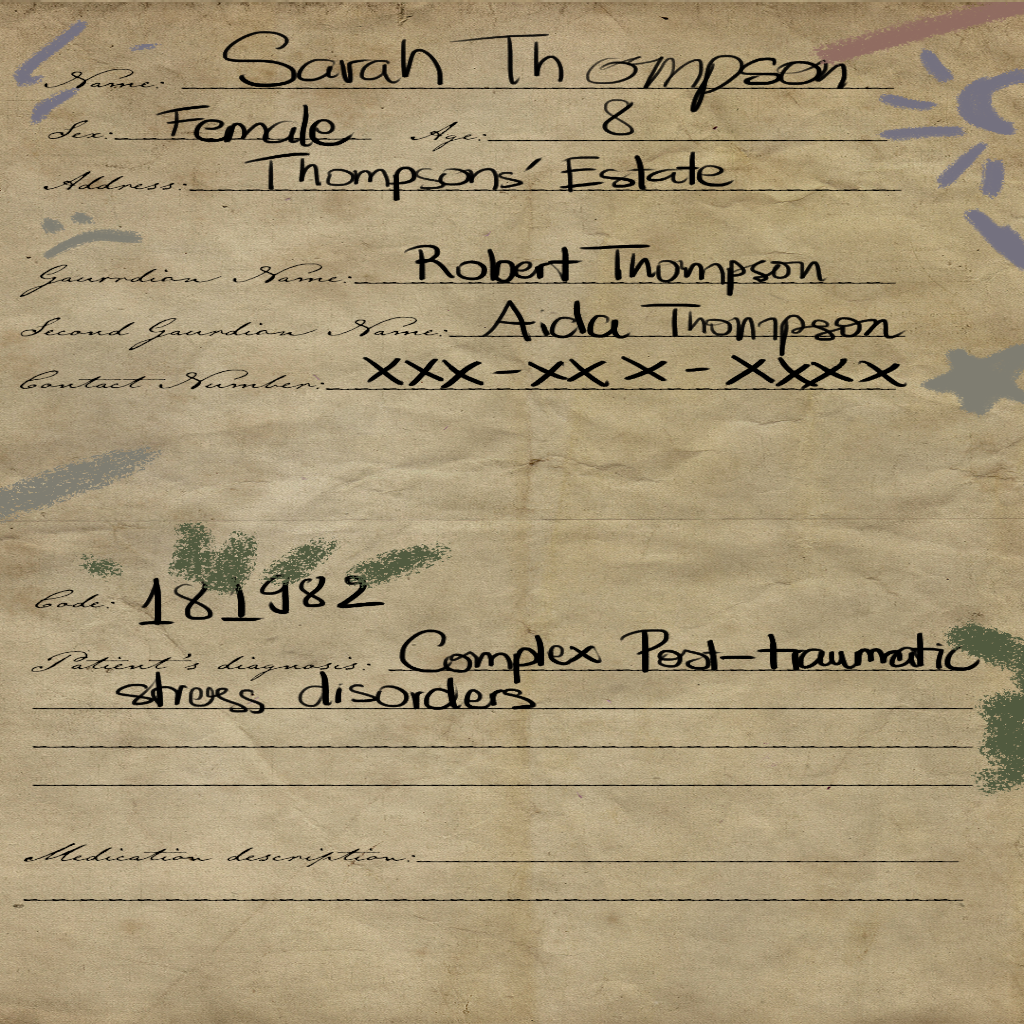 Name: Sarah Thompson
Sex: Female Age: 8
Address: Thompsons' Estate
Gaurrdian Name: Robert Thompson
Second Gaurdian Name: Aida Thompson
Contact Number: XXX-XXX-XXXX
Code: 181982
Patient's diagnosis: Complex Post-traumatic
stress disorders
Medication description: